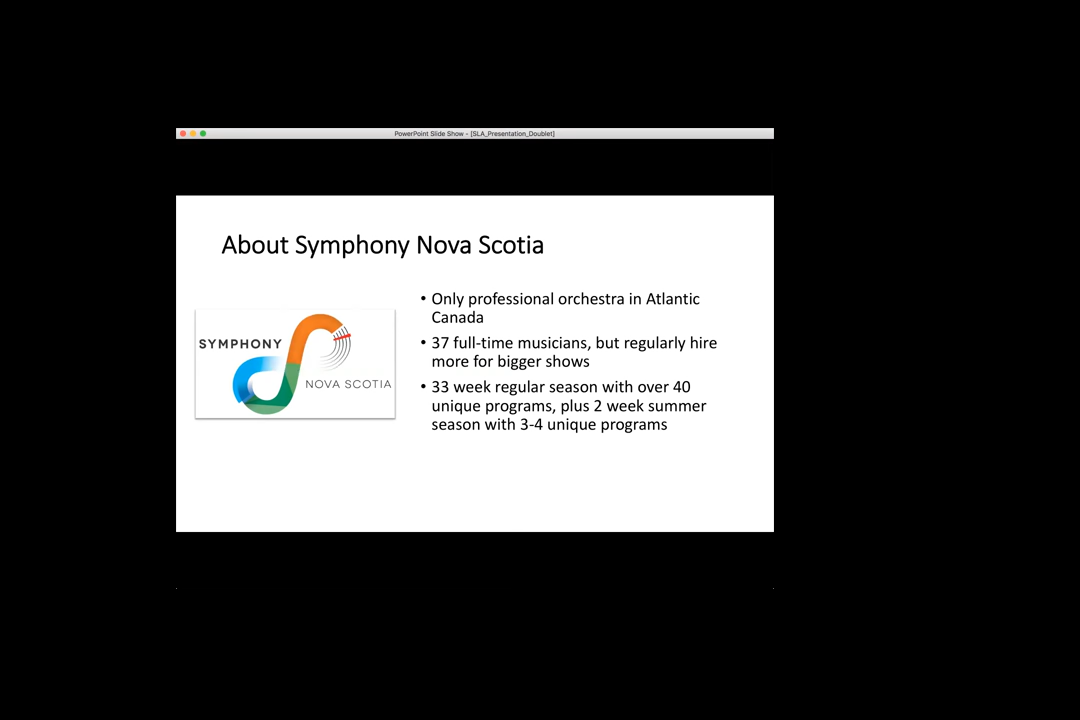 PowerPoint Slide Show - [SLA_Presentation_Doublet]
About Symphony Nova Scotia
SYMPHONY
NOVA SCOTIA
• Only professional orchestra in Atlantic
Canada
• 37 full-time musicians, but regularly hire
more for bigger shows
• 33 week regular season with over 40
unique programs, plus 2 week summer
season with 3-4 unique programs